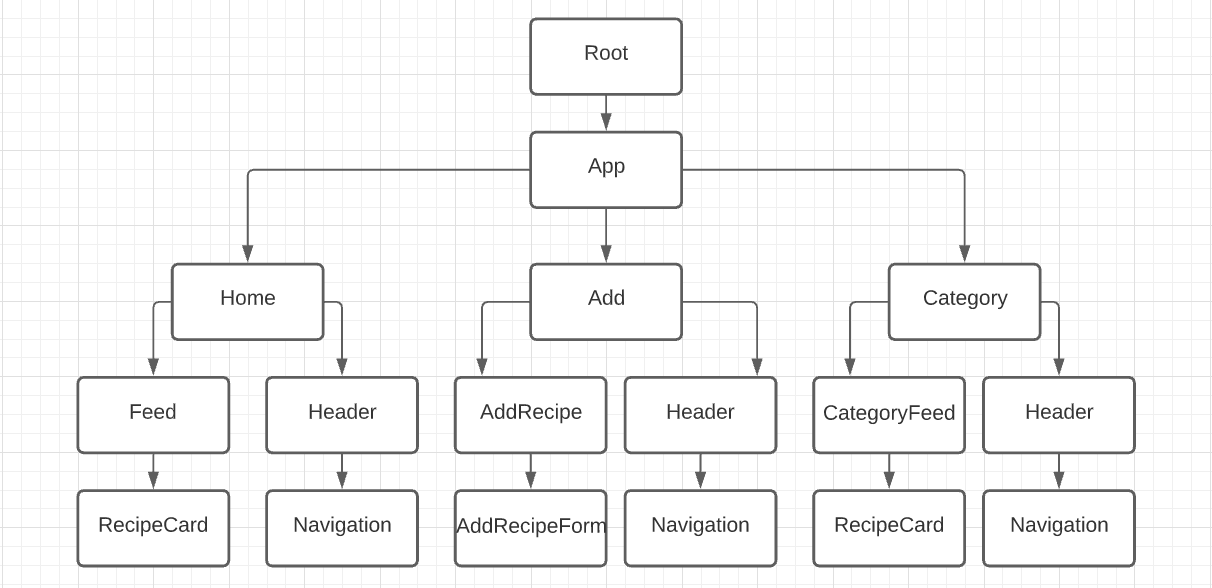 Root
App
Home
Add
Category
Feed
Header
AddRecipe
Header
CategoryFeed
Header
RecipeCard
Navigation
AddRecipeForm
Navigation
RecipeCard
Navigation